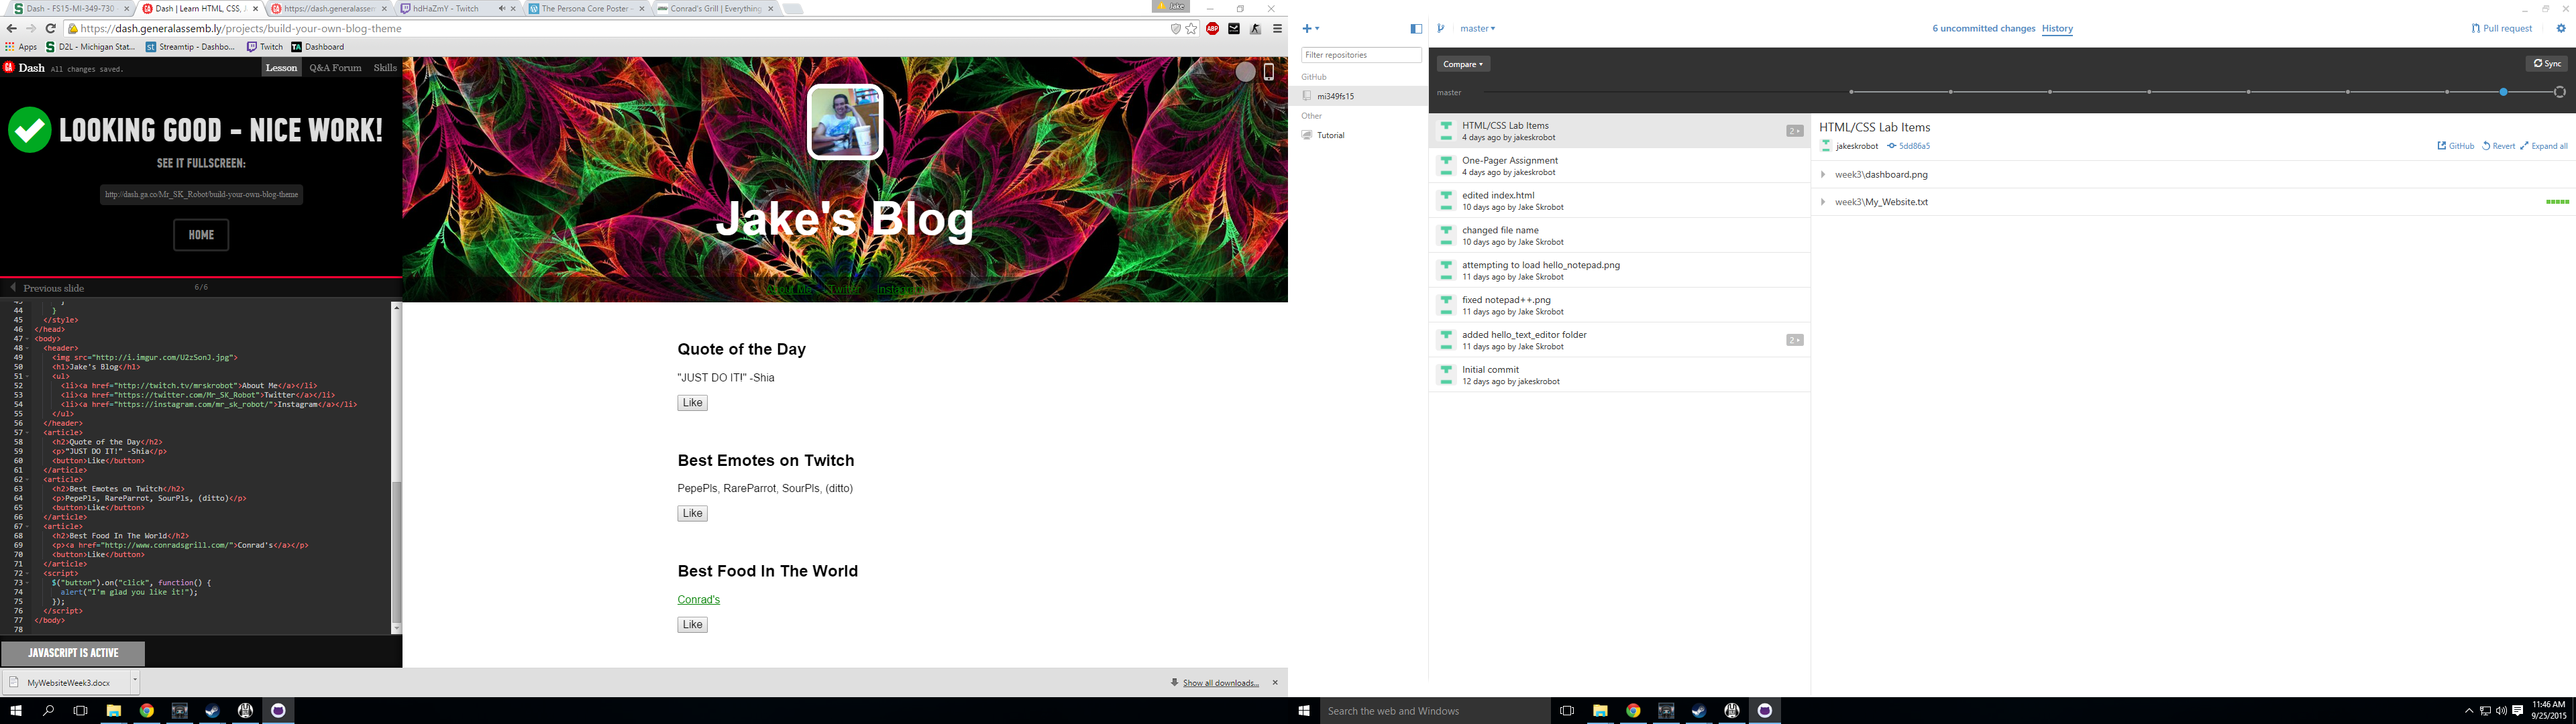 Dash - FS15-MI-349-730
Dash | Learn HTML, CSS, J
https://dash.generalassem
hdHaZmY - Twitch
The Persona Core Poster -
Conrad's Grill | Everything
Jake
https://dash.generalassemb.ly/projects/build-your-own-blog-theme
ABP
Apps
D2L - Michigan Stat...
Streamtip - Dashbo...
Twitch
Dashboard
GA Dash All changes saved.
Lesson Q&A Forum Skills
LOOKING GOOD - NICE WORK!
SEE IT FULLSCREEN:
http://dash.ga.co/Mr_SK_Robot/build-your-own-blog-theme
HOME
Previous slide 6/6
43 }
44 }
45 </style>
46 </head>
47 <body>
48 <header>
49 <img src="http://i.imgur.com/U2zSonJ.jpg">
50 <h1>Jake's Blog</h1>
51 <ul>
52 <li><a href="http://twitch.tv/mrskrobot">About Me</a></li>
53 <li><a href="https://twitter.com/Mr_SK_Robot">Twitter</a></li>
54 <li><a href="https://instagram.com/mr_sk_robot/">Instagram</a></li>
55 </ul>
56 </header>
57 <article>
58 <h2>Quote of the Day</h2>
59 <p>"JUST DO IT!" -Shia</p>
60 <button>Like</button>
61 </article>
62 <article>
63 <h2>Best Emotes on Twitch</h2>
64 <p>PepePls, RareParrot, SourPls, (ditto)</p>
65 <button>Like</button>
66 </article>
67 <article>
68 <h2>Best Food In The World</h2>
69 <p><a href="http://www.conradsgrill.com/">Conrad's</a></p>
70 <button>Like</button>
71 </article>
72 <script>
73 $("button").on("click", function() {
74 alert("I'm glad you like it!");
75 });
76 </script>
77 </body>
78
JAVASCRIPT IS ACTIVE
MyWebsiteWeek3.docx
Show all downloads...
Jake's Blog
About Me Twitter Instagram
Quote of the Day
"JUST DO IT!" -Shia
Like
Best Emotes on Twitch
PepePls, RareParrot, SourPls, (ditto)
Like
Best Food In The World
Conrad's
Like
master
6 uncommitted changes History
Pull request
Filter repositories
GitHub
mi349fs15
Other
Tutorial
Compare
Sync
master
HTML/CSS Lab Items
4 days ago by jakeskrobot
2
One-Pager Assignment
4 days ago by jakeskrobot
edited index.html
10 days ago by Jake Skrobot
changed file name
10 days ago by Jake Skrobot
attempting to load hello_notepad.png
11 days ago by Jake Skrobot
fixed notepad++.png
11 days ago by Jake Skrobot
added hello_text_editor folder
11 days ago by Jake Skrobot
2
Initial commit
12 days ago by jakeskrobot
HTML/CSS Lab Items
jakeskrobot 5dd86a5
GitHub Revert Expand all
week3\dashboard.png
week3\My_Website.txt
Search the web and Windows
11:46 AM
9/25/2015